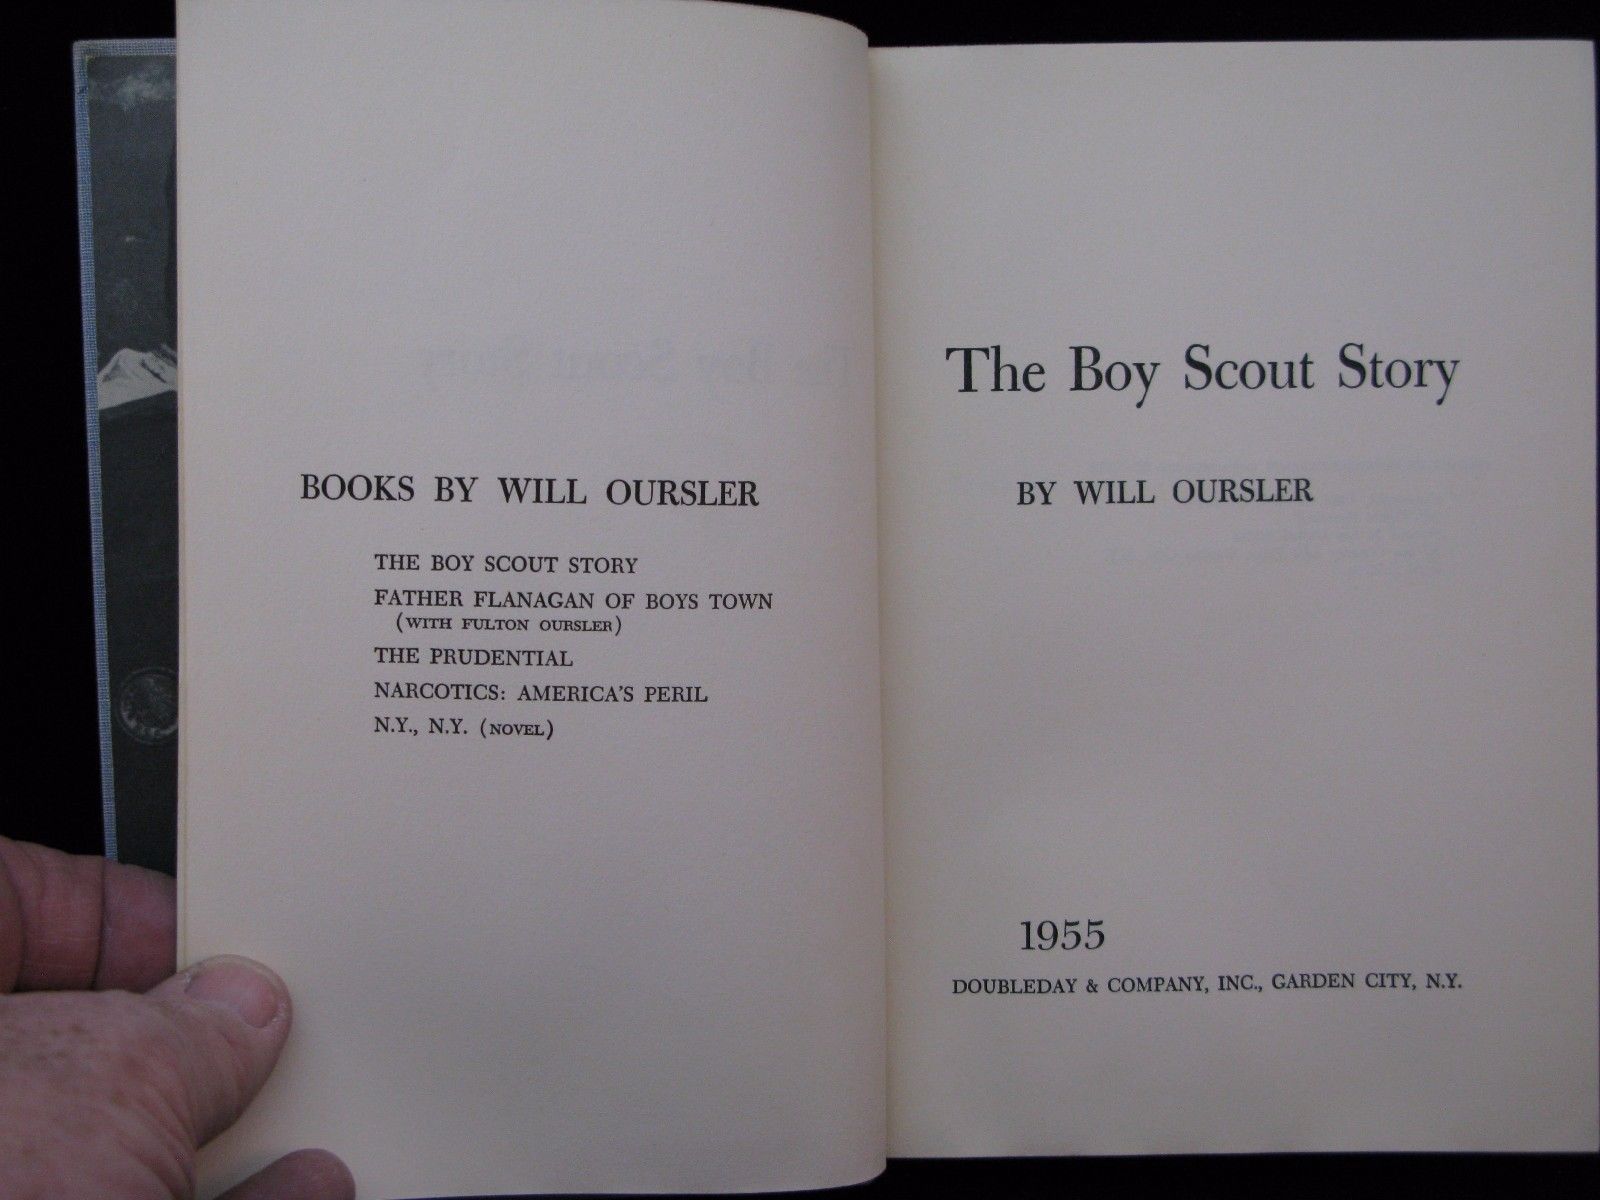 BOOKS BY WILL OURSLER
THE BOY SCOUT STORY
FATHER FLANAGAN OF BOYS TOWN
(WITH FULTON OURSLER)
THE PRUDENTIAL
NARCOTICS: AMERICA'S PERIL
N.Y., N.Y. (NOVEL)
The Boy Scout Story
BY WILL OURSLER
1955
DOUBLEDAY & COMPANY, INC., GARDEN CITY, N.Y.